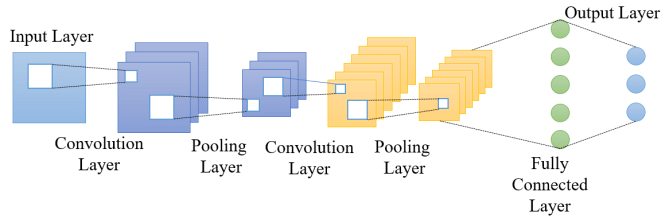 Input Layer
Output Layer
Convolution
Layer
Pooling
Layer
Convolution
Layer
Pooling
Layer
Fully
Connected
Layer